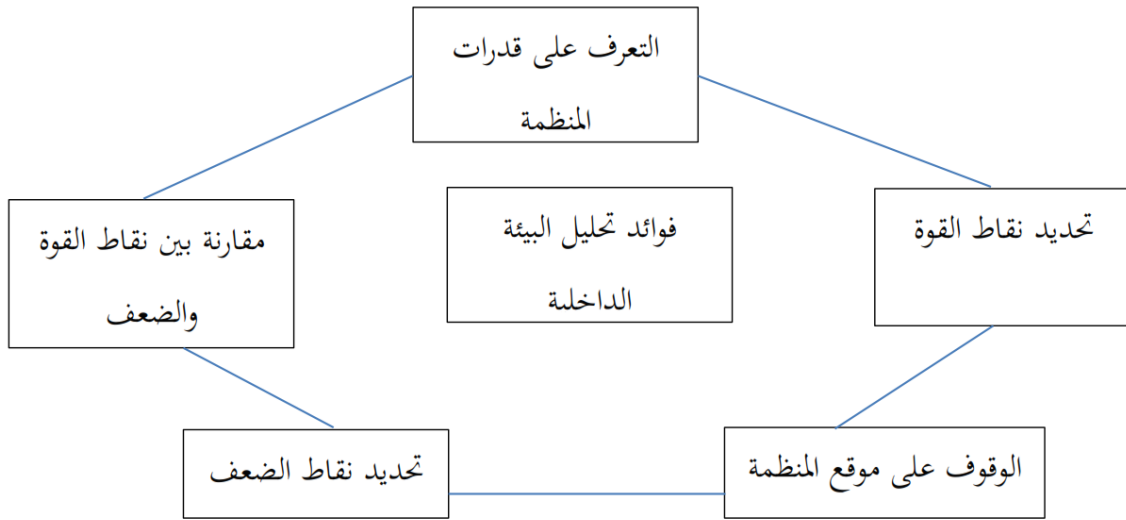 التعرف على قدرات
المنظمة
تحديد نقاط القوة
فوائد تحليل البيئة
الداخلية
مقارنة بين نقاط القوة
والضعف
الوقوف على موقع المنظمة
تحديد نقاط الضعف